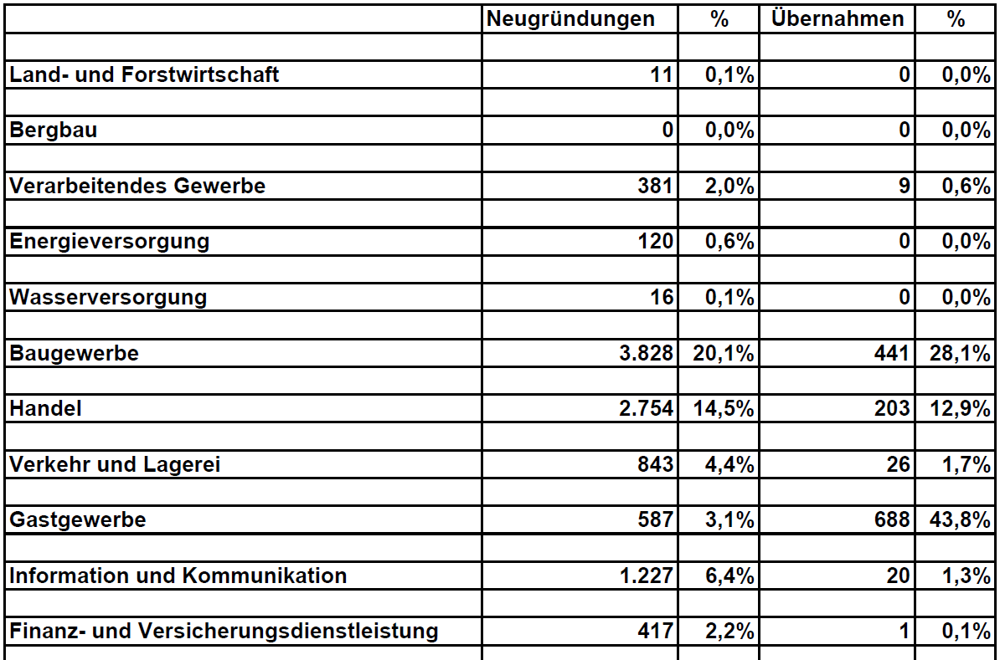 Neugründungen % Übernahmen %
Land- und Forstwirtschaft 11 0,1% 0 0,0%
Bergbau 0 0,0% 0 0,0%
Verarbeitendes Gewerbe 381 2,0% 9 0,6%
Energieversorgung 120 0,6% 0 0,0%
Wasserversorgung 16 0,1% 0 0,0%
Baugewerbe 3.828 20,1% 441 28,1%
Handel 2.754 14,5% 203 12,9%
Verkehr und Lagerei 843 4,4% 26 1,7%
Gastgewerbe 587 3,1% 688 43,8%
Information und Kommunikation 1.227 6,4% 20 1,3%
Finanz- und Versicherungsdienstleistung 417 2,2% 1 0,1%